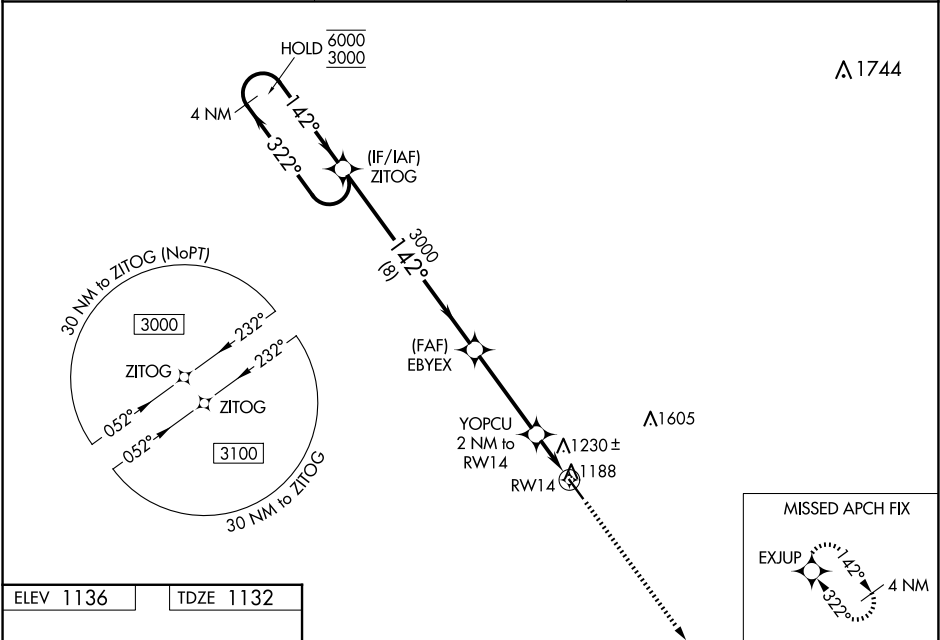 HOLD 6000
3000
1744
4 NM
142°
322°
(IF/IAF)
ZITOG
3000
142°
(8)
30 NM to ZITOG (NoPT)
3000
232°
ZITOG
232°
052°
ZITOG
052°
3100
30 NM to ZITOG
(FAF)
EBYEX
YOPCU
2 NM to
RW14
1605
1230 ±
1188
RW14
MISSED APCH FIX
EXJUP
142°
322°
4 NM
ELEV 1136
TDZE 1132